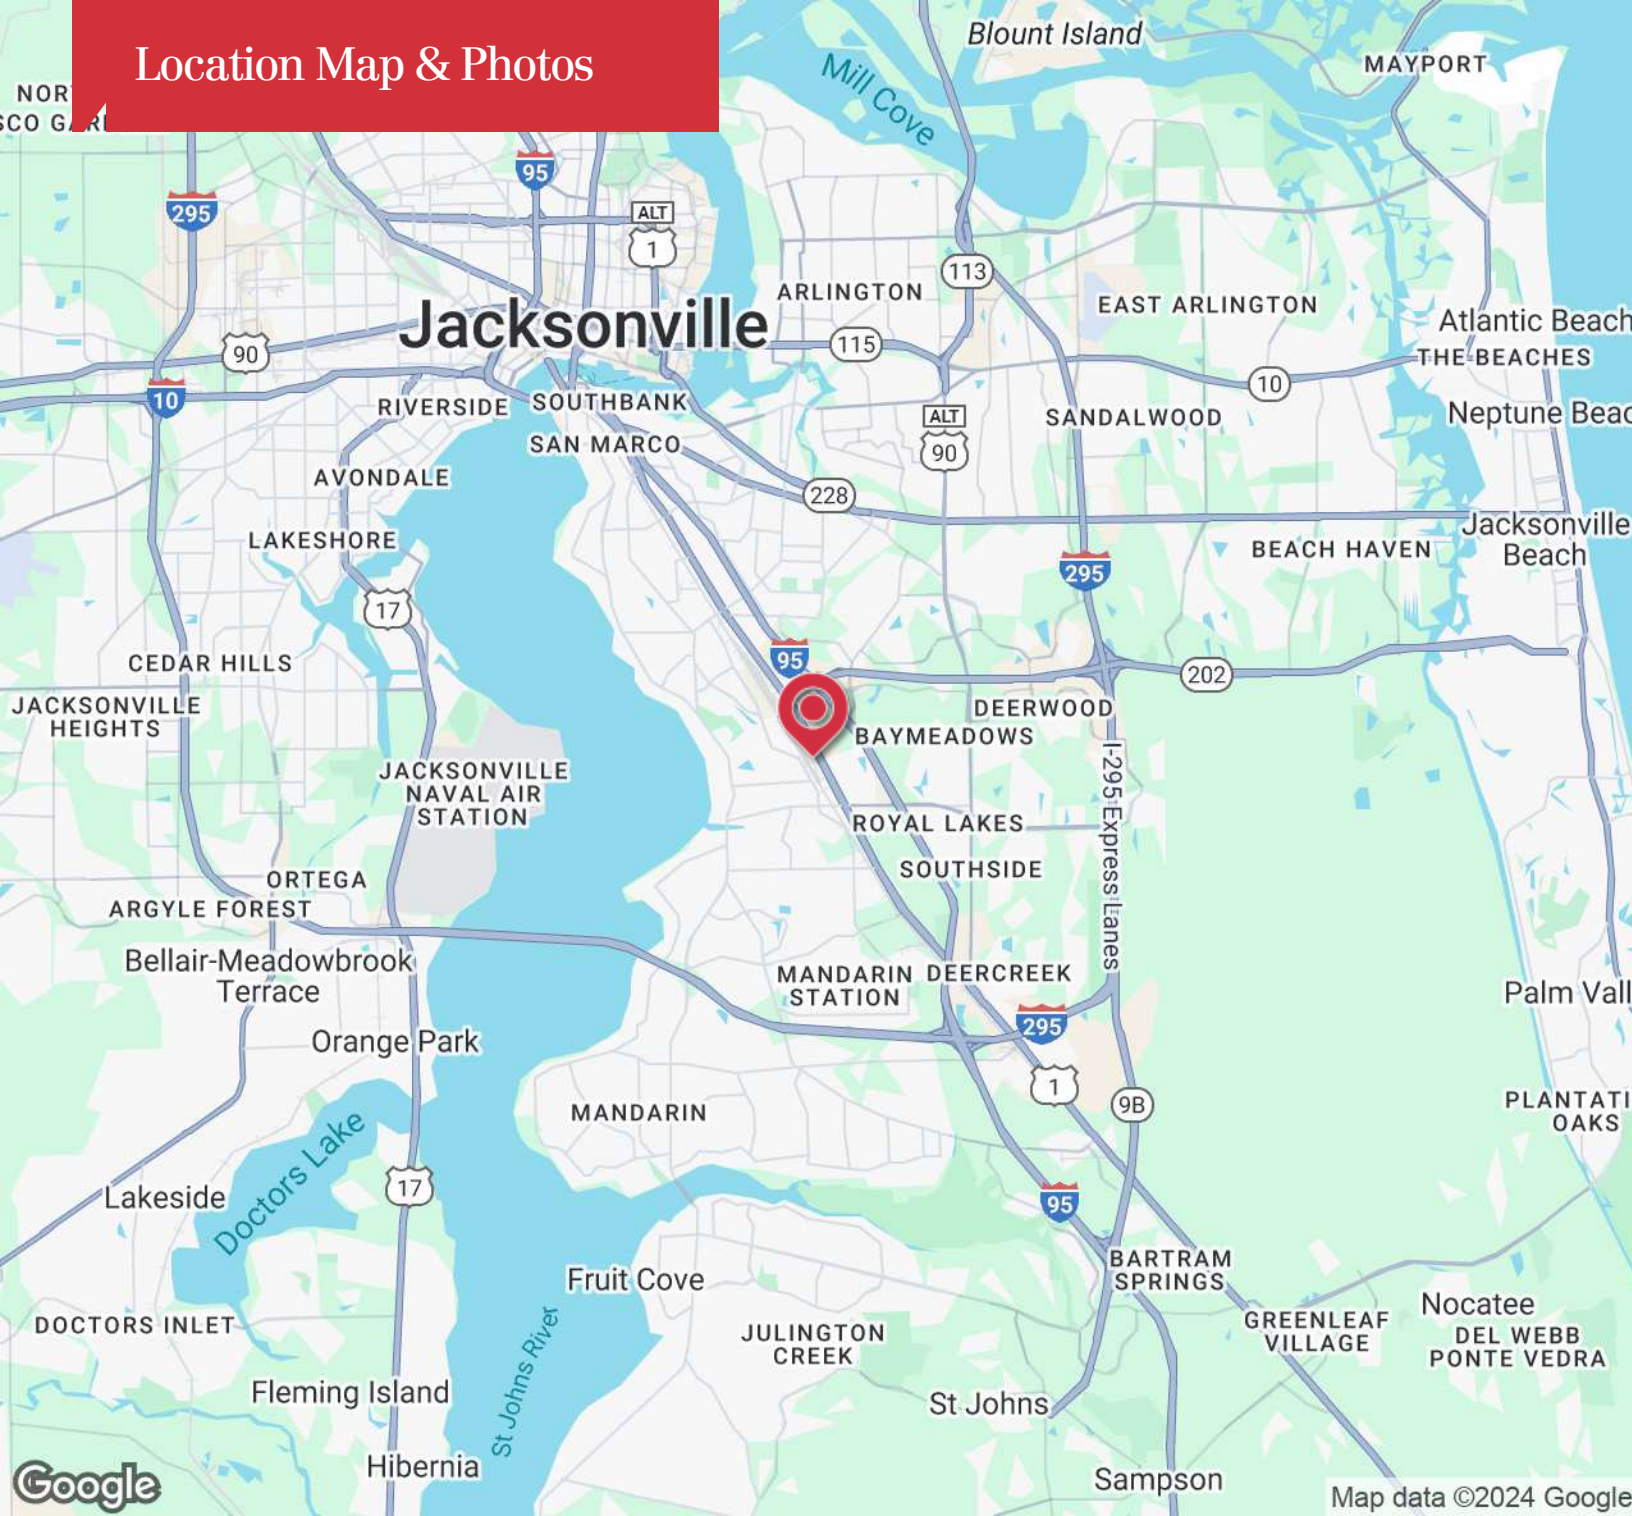 Location Map & Photos
Blount Island
MAYPORT
Mill Cove
95
295
ALT
1
113
ARLINGTON
EAST ARLINGTON
Jacksonville
Atlantic Beach
90
115
THE BEACHES
10
10
RIVERSIDE
SOUTHBANK
ALT
90
SANDALWOOD
SAN MARCO
AVONDALE
228
LAKESHORE
Jacksonville
Beach
BEACH HAVEN
295
17
95
CEDAR HILLS
202
JACKSONVILLE
HEIGHTS
DEERWOOD
BAYMEADOWS
I-295 Express Lanes
JACKSONVILLE
NAVAL AIR
STATION
ROYAL LAKES
SOUTHSIDE
ORTEGA
ARGYLE FOREST
Bellair-Meadowbrook
Terrace
MANDARIN
STATION
DEERCREEK
Palm Vall
295
Orange Park
1
9B
MANDARIN
PLANTATI
OAKS
Doctors Lake
17
Lakeside
95
BARTRAM
SPRINGS
Fruit Cove
St Johns River
DOCTORS INLET
JULINGTON
CREEK
GREENLEAF
VILLAGE
Nocatee
DEL WEBB
PONTE VEDRA
Fleming Island
St Johns
Hibernia
Sampson
Google
Map data ©2024 Google